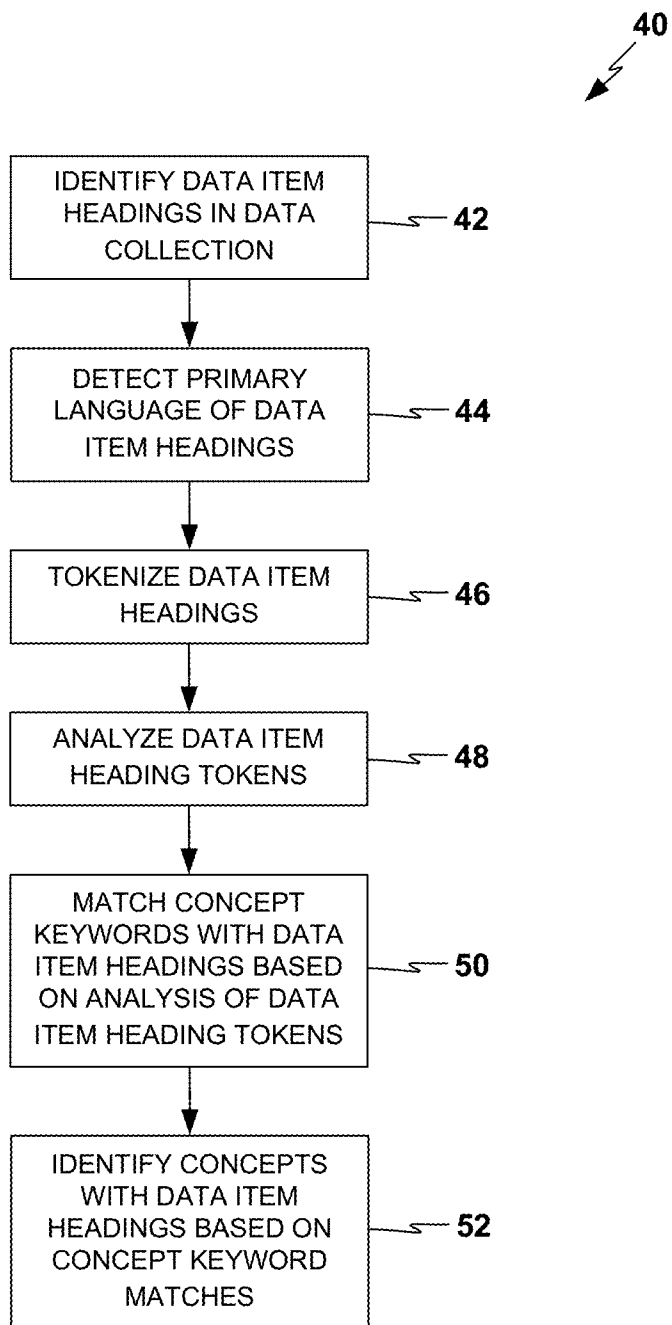 40
IDENTIFY DATA ITEM
HEADINGS IN DATA
COLLECTION
42
DETECT PRIMARY
LANGUAGE OF DATA
ITEM HEADINGS
44
TOKENIZE DATA ITEM
HEADINGS
46
ANALYZE DATA ITEM
HEADING TOKENS
48
MATCH CONCEPT
KEYWORDS WITH DATA
ITEM HEADINGS BASED
ON ANALYSIS OF DATA
ITEM HEADING TOKENS
50
IDENTIFY CONCEPTS
WITH DATA ITEM
HEADINGS BASED ON
CONCEPT KEYWORD
MATCHES
52